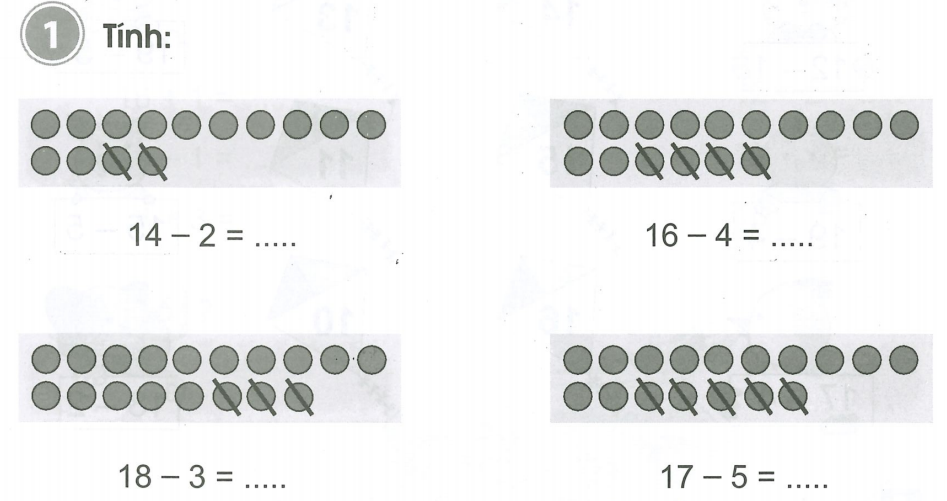 1 Tính:
14 – 2 = .....
16 – 4 = .....
18 – 3 = .....
17 – 5 = .....